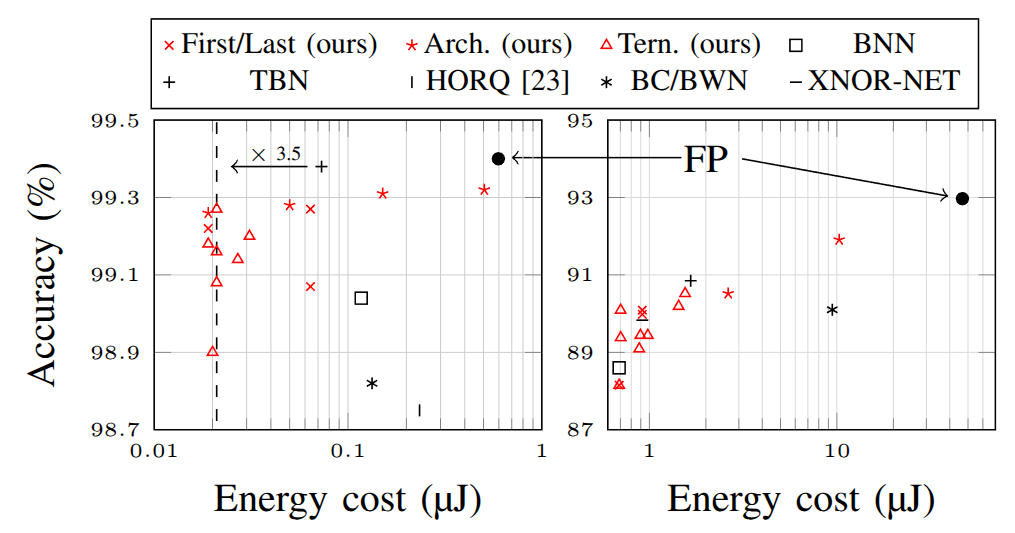 First/Last (ours) Arch. (ours) Tern. (ours) BNN
TBN HORQ [23] BC/BWN XNOR-NET
99.5
99.3
99.1
98.9
98.7
Accuracy (%)
× 3.5
0.01 0.1 1
Energy cost (µJ)
95
93
91
89
87
FP
1 10
Energy cost (µJ)